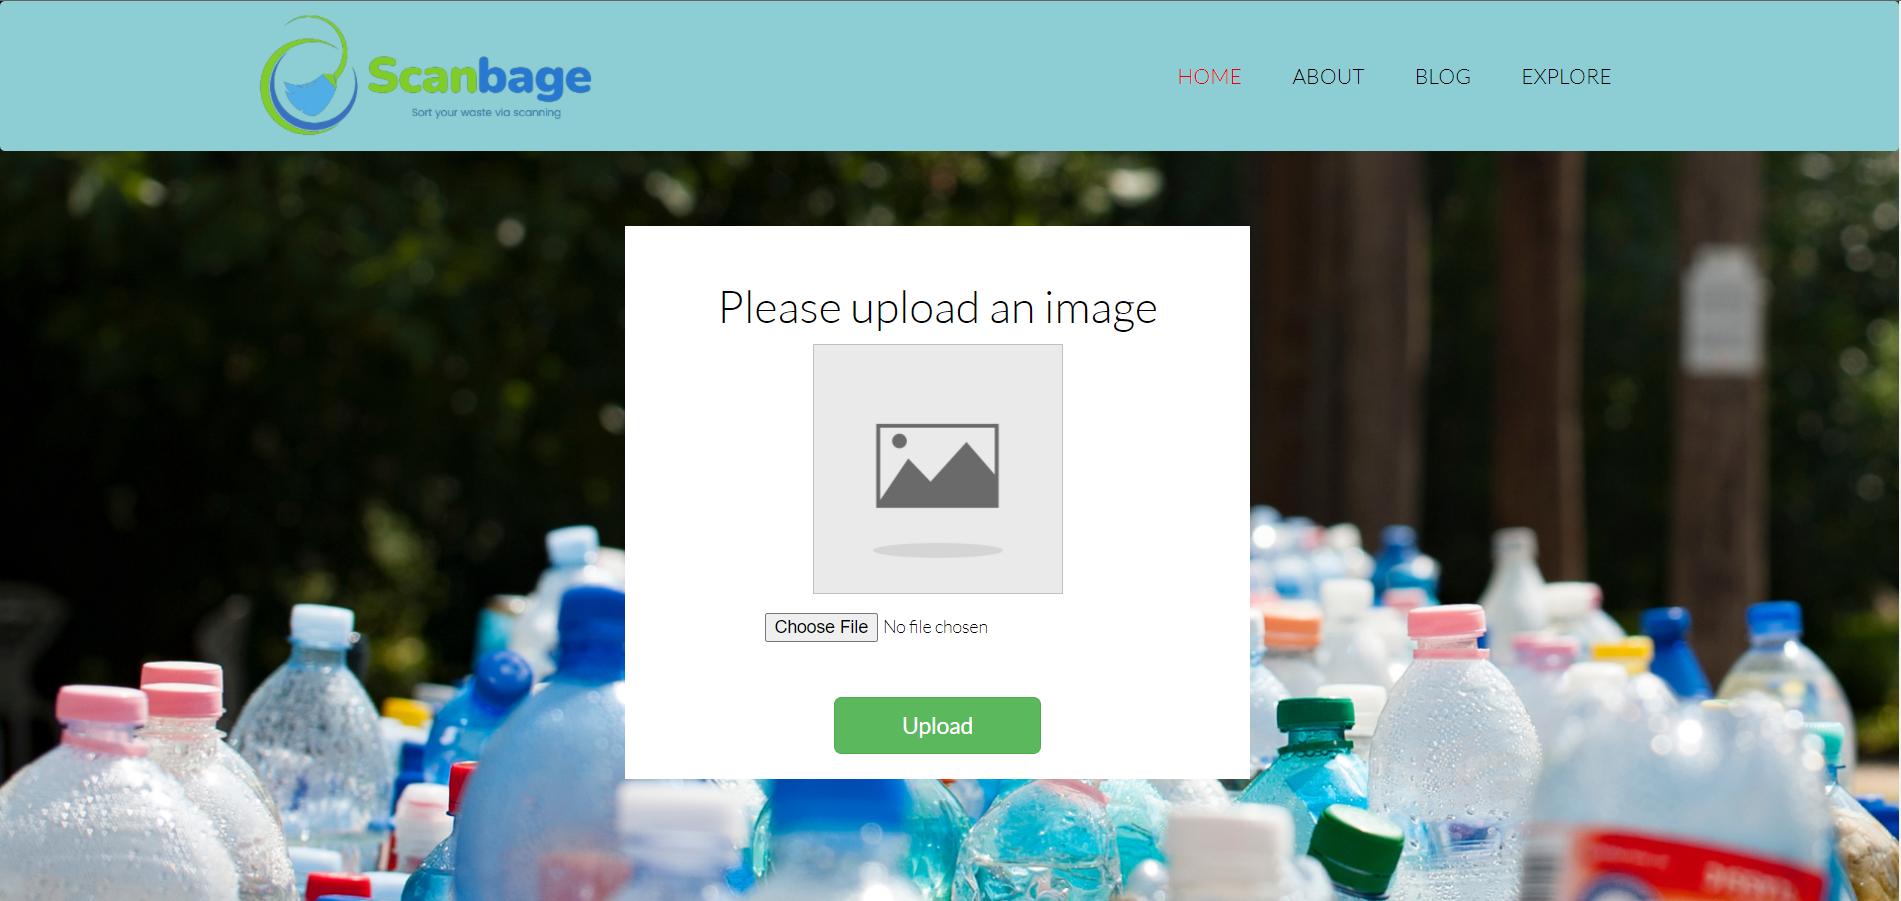 Scanbage
Sort your waste via scanning
HOME
ABOUT
BLOG
EXPLORE
Please upload an image
Choose File No file chosen
Upload